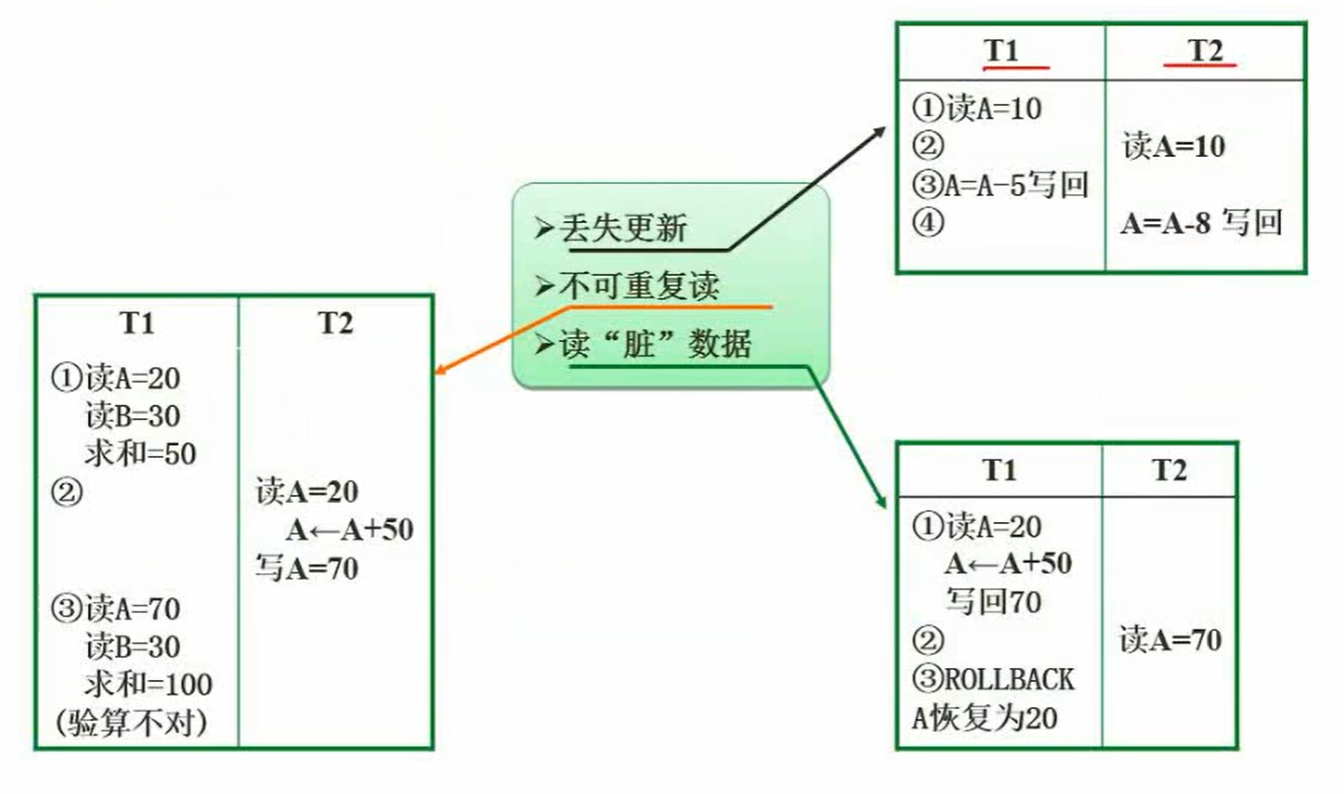 丢失更新
不可重复读
读“脏”数据
T1 T2
①读A=10
② 读A=10
③A=A-5写回
④ A=A-8 写回
T1 T2
①读A=20
读B=30
求和=50
② 读A=20
A←A+50
写A=70
③读A=70
读B=30
求和=100
(验算不对)
T1 T2
①读A=20
A←A+50
写回70
② 读A=70
③ROLLBACK
A恢复为20